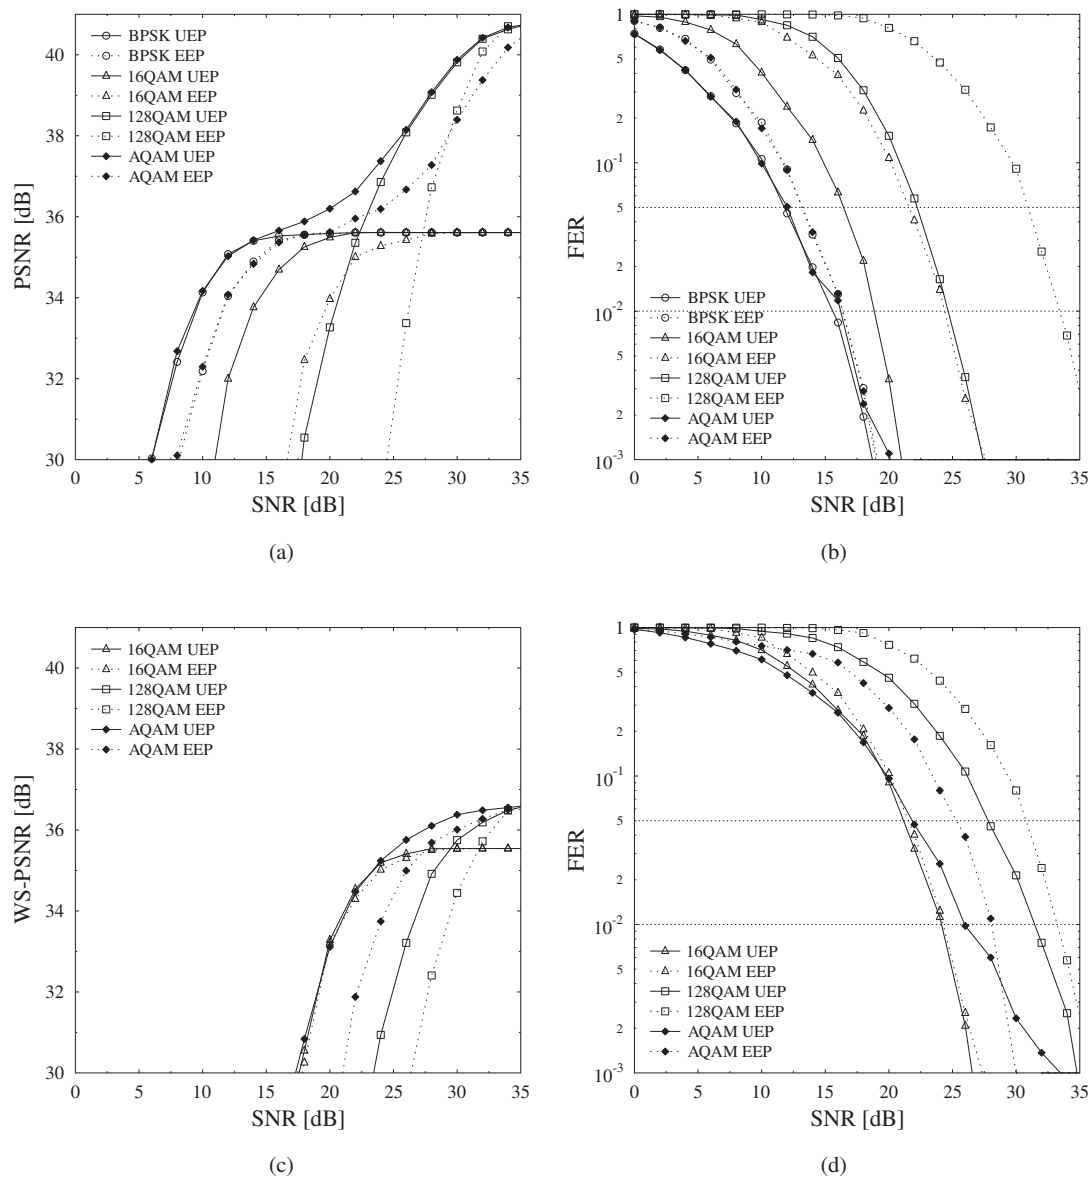 PSNR [dB]
40
38
36
34
32
30
BPSK UEP
BPSK EEP
16QAM UEP
16QAM EEP
128QAM UEP
128QAM EEP
AQAM UEP
AQAM EEP
0 5 10 15 20 25 30 35
SNR [dB]
(a)
FER
1
5
2
10-1
5
2
10-2
5
2
10-3
BPSK UEP
BPSK EEP
16QAM UEP
16QAM EEP
128QAM UEP
128QAM EEP
AQAM UEP
AQAM EEP
0 5 10 15 20 25 30 35
SNR [dB]
(b)
WS-PSNR [dB]
40
38
36
34
32
30
16QAM UEP
16QAM EEP
128QAM UEP
128QAM EEP
AQAM UEP
AQAM EEP
0 5 10 15 20 25 30 35
SNR [dB]
(c)
FER
1
5
2
10-1
5
2
10-2
5
2
10-3
16QAM UEP
16QAM EEP
128QAM UEP
128QAM EEP
AQAM UEP
AQAM EEP
0 5 10 15 20 25 30 35
SNR [dB]
(d)